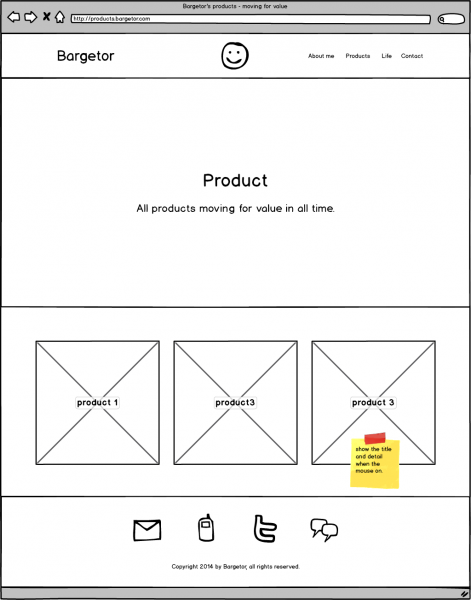 Bargetor's products - moving for value
http://products.bargetor.com
Bargetor
About me Products Life Contact
Product
All products moving for value in all time.
product 1
product3
product 3
show the title
and detail
when the
mouse on.
Copyright 2014 by Bargetor, all rights reserved.